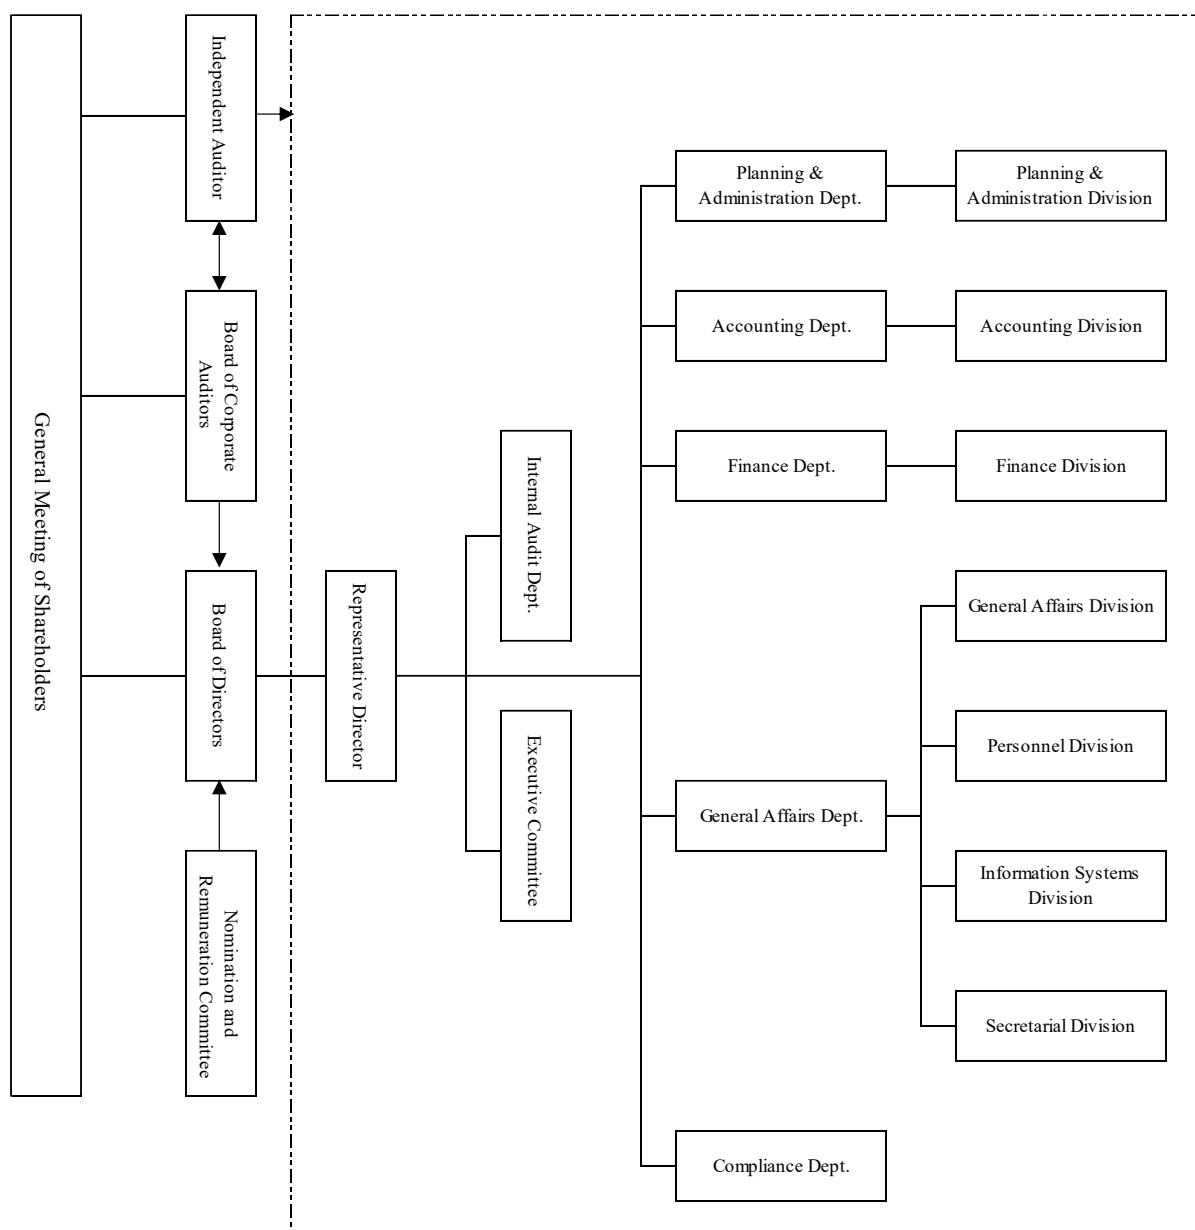 General Meeting of Shareholders
Independent Auditor
Board of Corporate
Auditors
Board of Directors
Nomination and
Remuneration Committee
Representative Director
Internal Audit Dept.
Executive Committee
Planning &
Administration Dept.
Planning &
Administration Division
Accounting Dept.
Accounting Division
Finance Dept.
Finance Division
General Affairs Dept.
General Affairs Division
Personnel Division
Information Systems
Division
Secretarial Division
Compliance Dept.